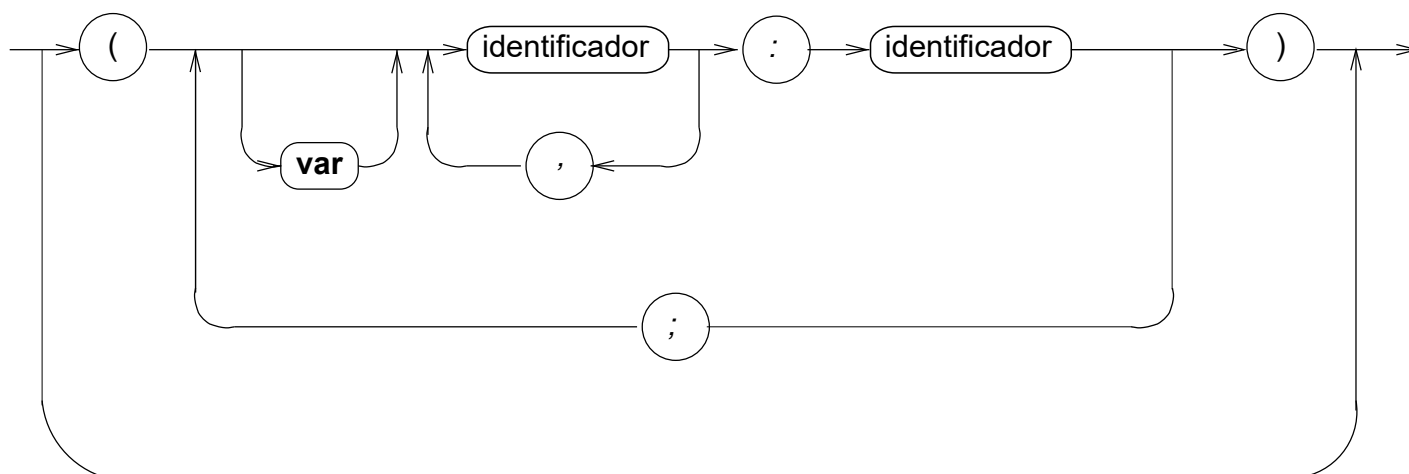 ( identificador : identificador )
var ,
;